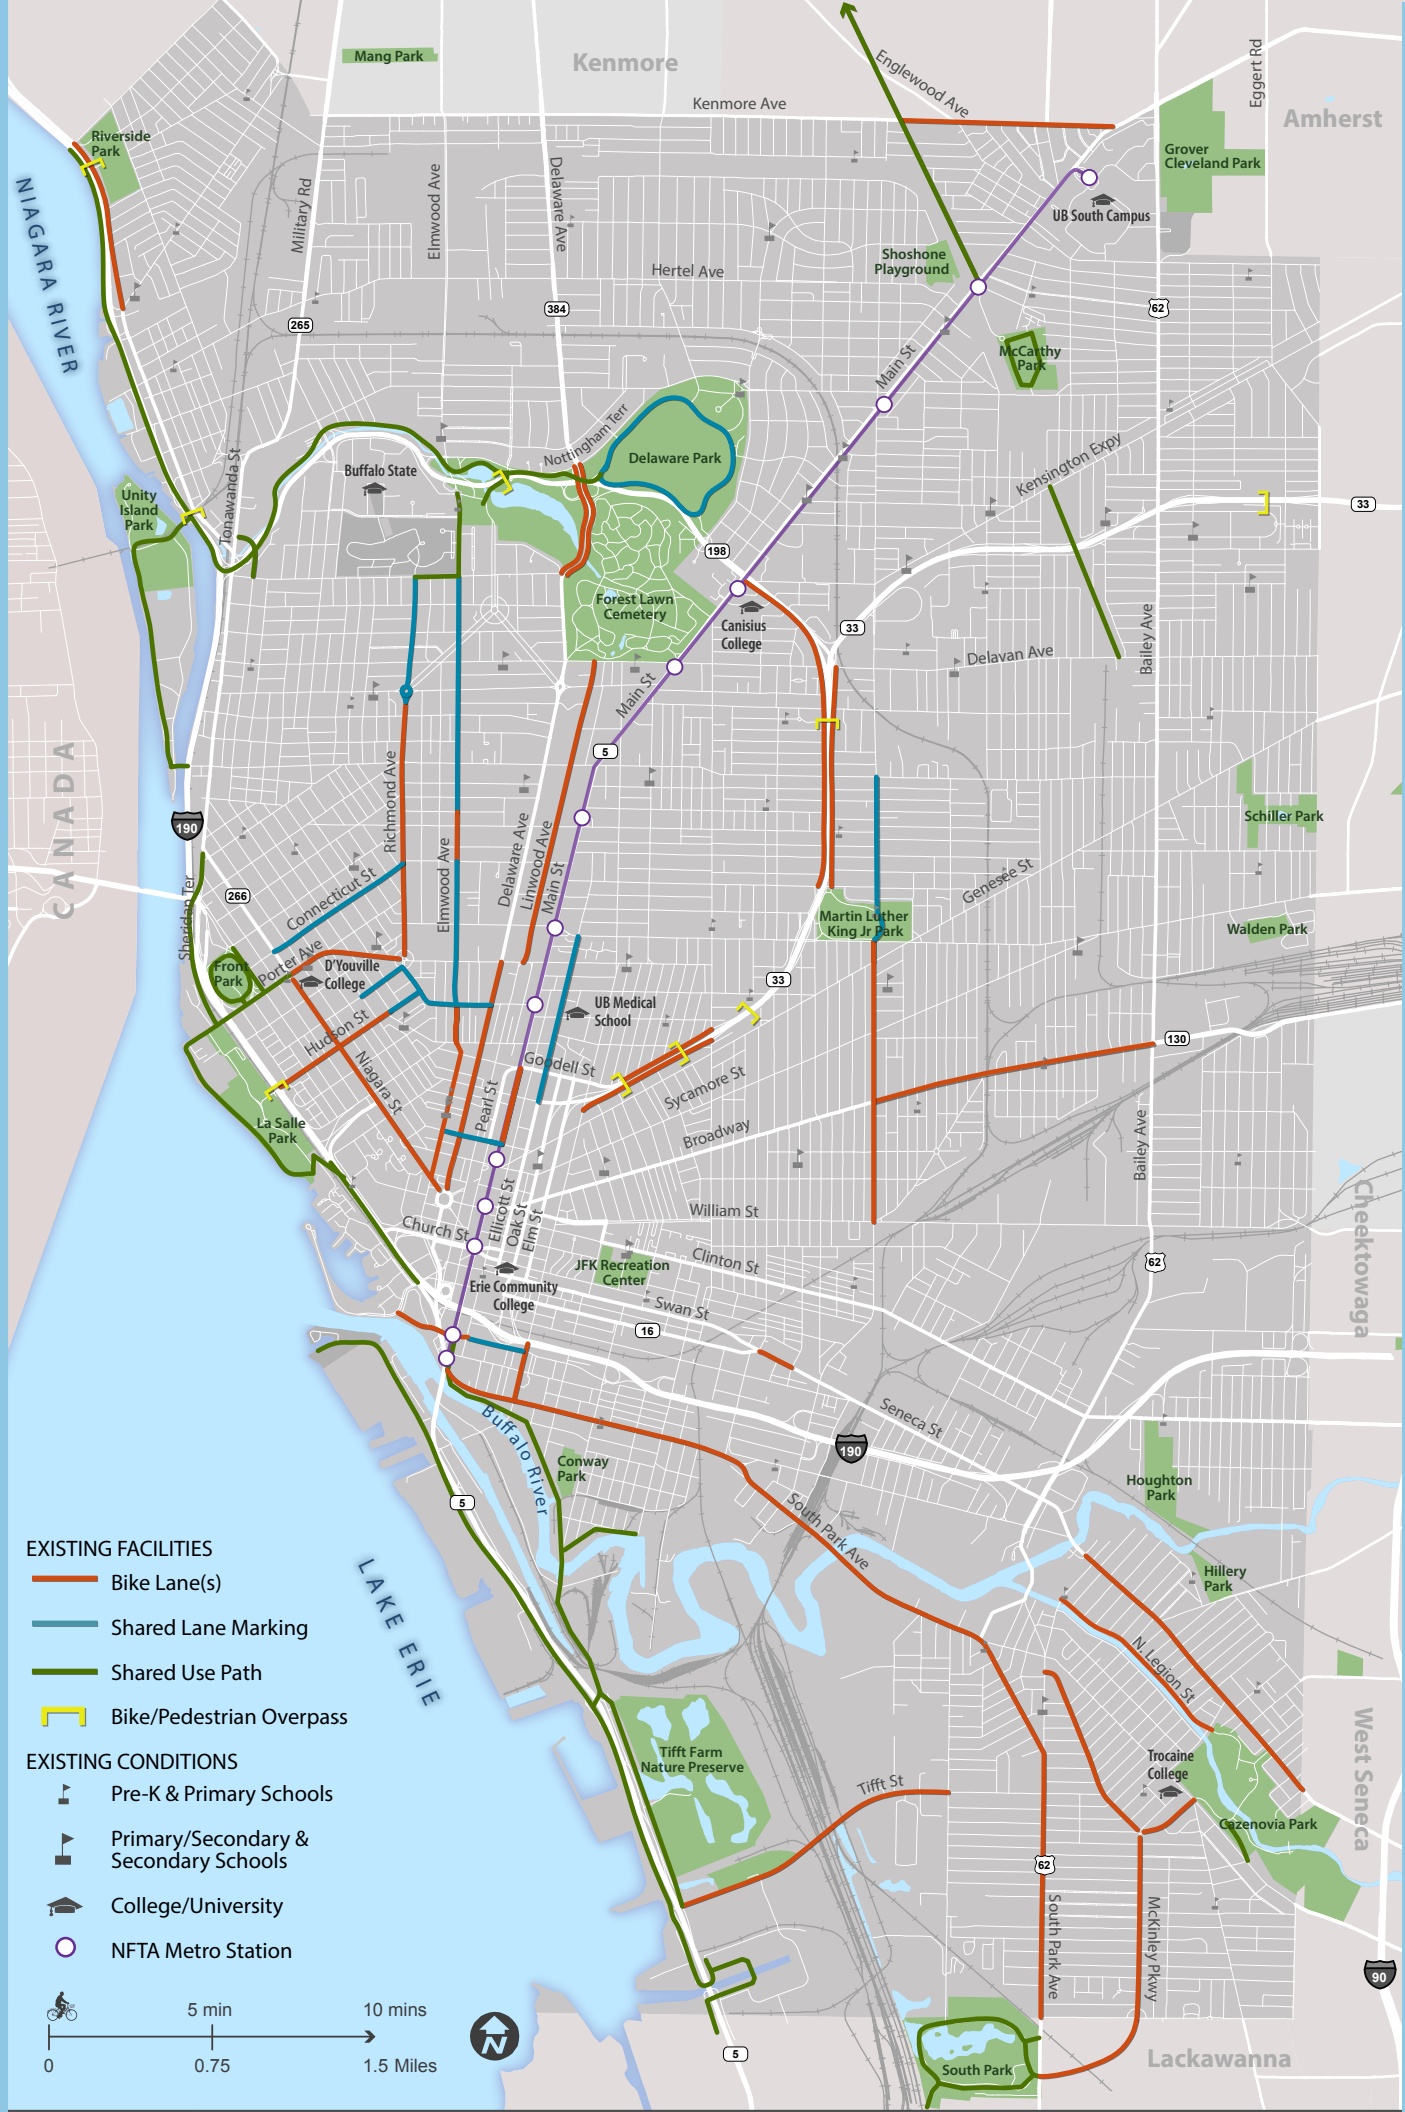 Mang Park
Kenmore
Englewood Ave
Eggert Rd
Kenmore Ave
Amherst
Riverside
Park
Grover
Cleveland Park
NIAGARA RIVER
Military Rd
Elmwood Ave
Delaware Ave
UB South Campus
Shoshone
Playground
Hertel Ave
265
384
62
McCarthy
Park
Main St
Nottingham Terr
Delaware Park
Kensington Expy
Buffalo State
Tonawanda St
Unity
Island
Park
33
198
Forest Lawn
Cemetery
Canisius
College
33
Delavan Ave
Bailey Ave
Main St
5
CANADA
Richmond Ave
190
Schiller Park
Elmwood Ave
Delaware Ave
Linwood Ave
Main St
Connecticut St
266
Genesee St
Sheridan Ter
Martin Luther
King Jr Park
Walden Park
Porter Ave
Front
Park
D'Youville
College
33
UB Medical
School
Hudson St
Niagara St
Goodell St
130
Sycamore St
Pearl St
La Salle
Park
Broadway
Bailey Ave
Cheektowaga
Ellicott St
Oak St
Elm St
William St
Church St
Clinton St
62
JFK Recreation
Center
Erie Community
College
Swan St
16
Seneca St
Buffalo River
190
Conway
Park
Houghton
Park
5
South Park Ave
EXISTING FACILITIES
Bike Lane(s)
Shared Lane Marking
Shared Use Path
Bike/Pedestrian Overpass
EXISTING CONDITIONS
Pre-K & Primary Schools
Primary/Secondary &
Secondary Schools
College/University
NFTA Metro Station
LAKE ERIE
Hillery
Park
N. Legion St
West Seneca
Tifft Farm
Nature Preserve
Trocaine
College
Tifft St
Cazenovia Park
62
South Park Ave
McKinley Pkwy
90
5 min
10 mins
0
0.75
1.5 Miles
N
5
South Park
Lackawanna